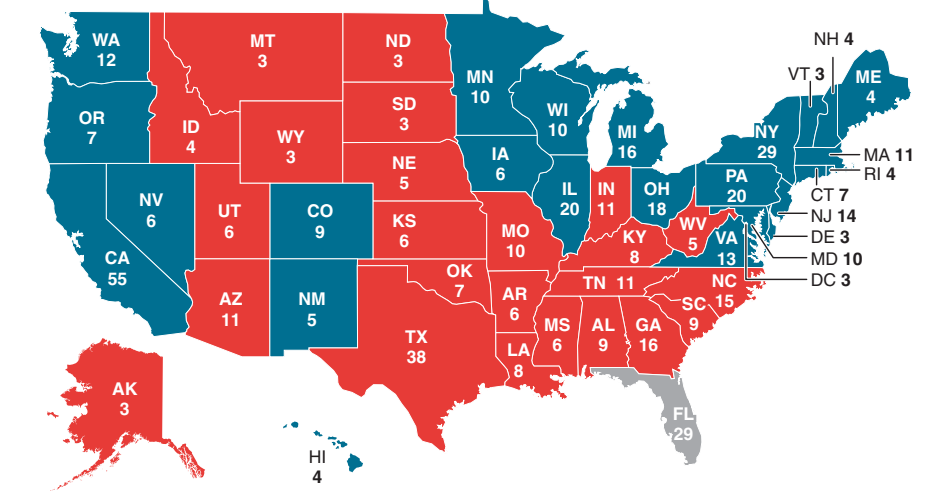 WA
12
OR
7
CA
55
NV
6
ID
4
MT
3
WY
3
UT
6
AZ
11
CO
9
NM
5
ND
3
SD
3
NE
5
KS
6
OK
7
TX
38
MN
10
IA
6
MO
10
AR
6
LA
8
WI
10
IL
20
MI
16
IN
11
OH
18
KY
8
TN 11
MS
6
AL
9
GA
16
FL
29
SC
9
NC
15
VA
13
WV
5
PA
20
NY
29
ME
4
NH 4
VT 3
MA 11
RI 4
CT 7
NJ 14
DE 3
MD 10
DC 3
AK
3
HI
4